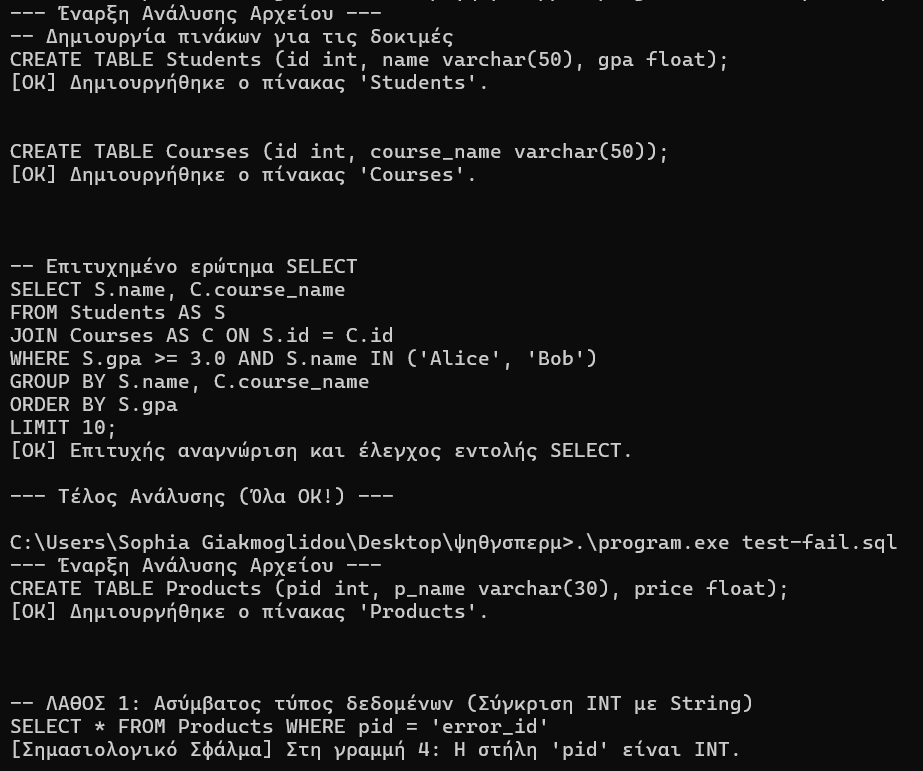 --- Έναρξη Ανάλυσης Αρχείου ---
-- Δημιουργία πινάκων για τις δοκιμές
CREATE TABLE Students (id int, name varchar(50), gpa float);
[OK] Δημιουργήθηκε ο πίνακας 'Students'.
CREATE TABLE Courses (id int, course_name varchar(50));
[OK] Δημιουργήθηκε ο πίνακας 'Courses'.
-- Επιτυχημένο ερώτημα SELECT
SELECT S.name, C.course_name
FROM Students AS S
JOIN Courses AS C ON S.id = C.id
WHERE S.gpa >= 3.0 AND S.name IN ('Alice', 'Bob')
GROUP BY S.name, C.course_name
ORDER BY S.gpa
LIMIT 10;
[OK] Επιτυχής αναγνώριση και έλεγχος εντολής SELECT.
--- Τέλος Ανάλυσης (Όλα OK!) ---
C:\Users\Sophia Giakmoglidou\Desktop\ψηθγσπερμ>.\program.exe test-fail.sql
--- Έναρξη Ανάλυσης Αρχείου ---
CREATE TABLE Products (pid int, p_name varchar(30), price float);
[OK] Δημιουργήθηκε ο πίνακας 'Products'.
-- ΛΑΘΟΣ 1: Ασύμβατος τύπος δεδομένων (Σύγκριση INT με String)
SELECT * FROM Products WHERE pid = 'error_id'
[Σημασιολογικό Σφάλμα] Στη γραμμή 4: Η στήλη 'pid' είναι INT.